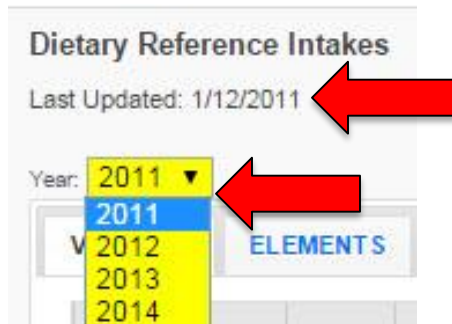 Dietary Reference Intakes
Last Updated: 1/12/2011
Year: 2011
2011
2012
ELEMENTS
2013
2014